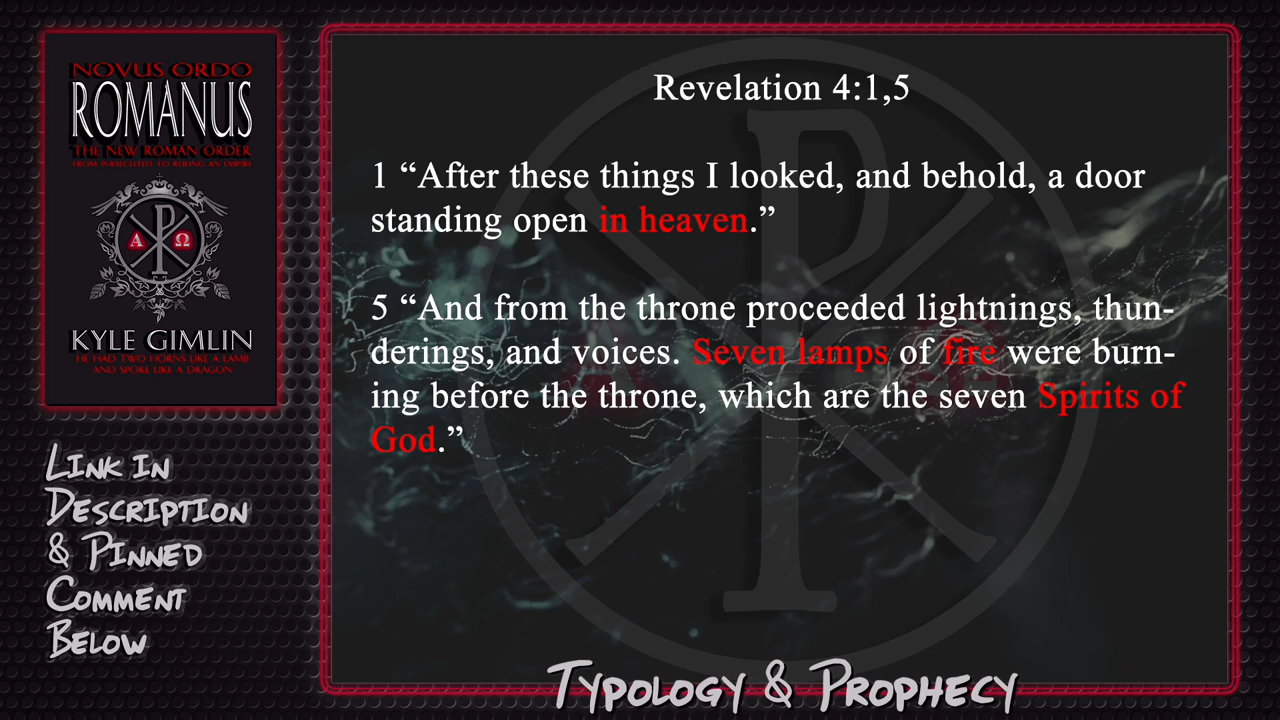 NOVUS ORDO
ROMANUS
THE NEW ROMAN ORDER
FROM PERSECUTED TO RULING AN EMPIRE
Α Ω
KYLE GIMLIN
HE HAD TWO HORNS LIKE A LAMB
AND SPOKE LIKE A DRAGON
Link in
Description
& Pinned
Comment
Below
Revelation 4:1,5
1 “After these things I looked, and behold, a door
standing open in heaven.”
5 “And from the throne proceeded lightnings, thun-
derings, and voices. Seven lamps of fire were burn-
ing before the throne, which are the seven Spirits of
God.”
Typology & Prophecy